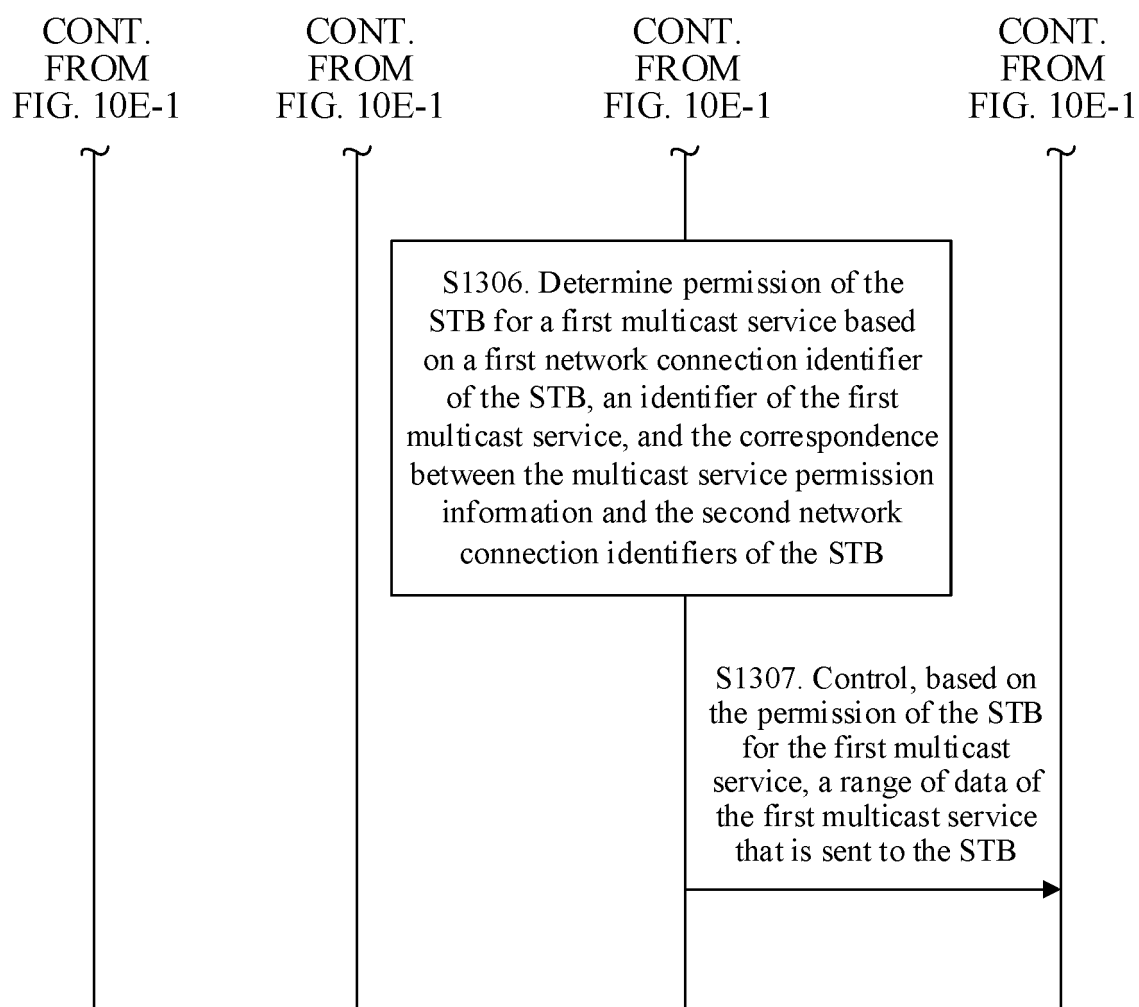 CONT.
FROM
FIG. 10E-1
CONT.
FROM
FIG. 10E-1
CONT.
FROM
FIG. 10E-1
CONT.
FROM
FIG. 10E-1
S1306. Determine permission of the
STB for a first multicast service based
on a first network connection identifier
of the STB, an identifier of the first
multicast service, and the correspondence
between the multicast service permission
information and the second network
connection identifiers of the STB
S1307. Control, based on
the permission of the STB
for the first multicast
service, a range of data of
the first multicast service
that is sent to the STB